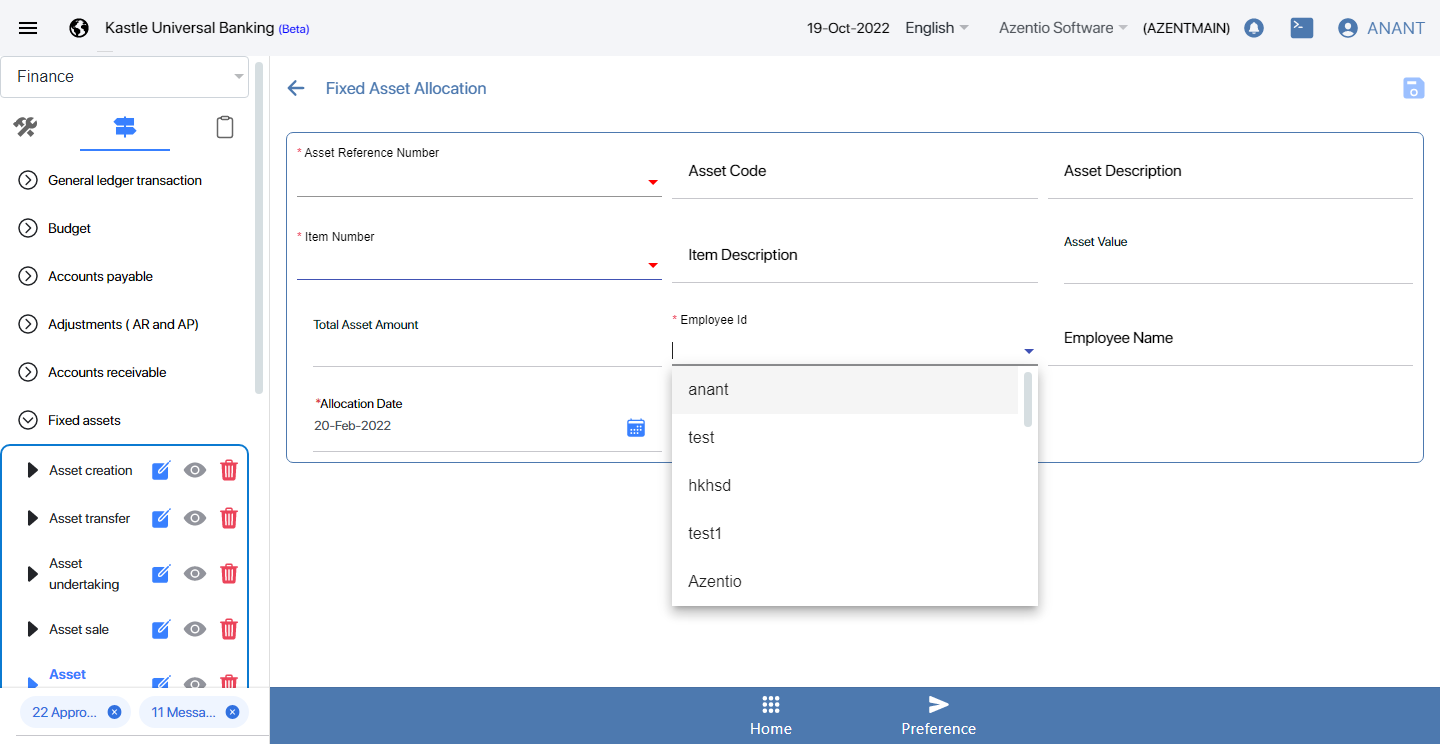 Kastle Universal Banking (Beta)
19-Oct-2022
English
Azentio Software
(AZENTMAIN)
ANANT
Finance
General ledger transaction
Budget
Accounts payable
Adjustments ( AR and AP)
Accounts receivable
Fixed assets
Asset creation
Asset transfer
Asset
undertaking
Asset sale
Asset
22 Appro...
11 Messa...
Fixed Asset Allocation
* Asset Reference Number
Asset Code
Asset Description
* Item Number
Item Description
Asset Value
Total Asset Amount
* Employee Id
Employee Name
*Allocation Date
20-Feb-2022
anant
test
hkhsd
test1
Azentio
Home
Preference